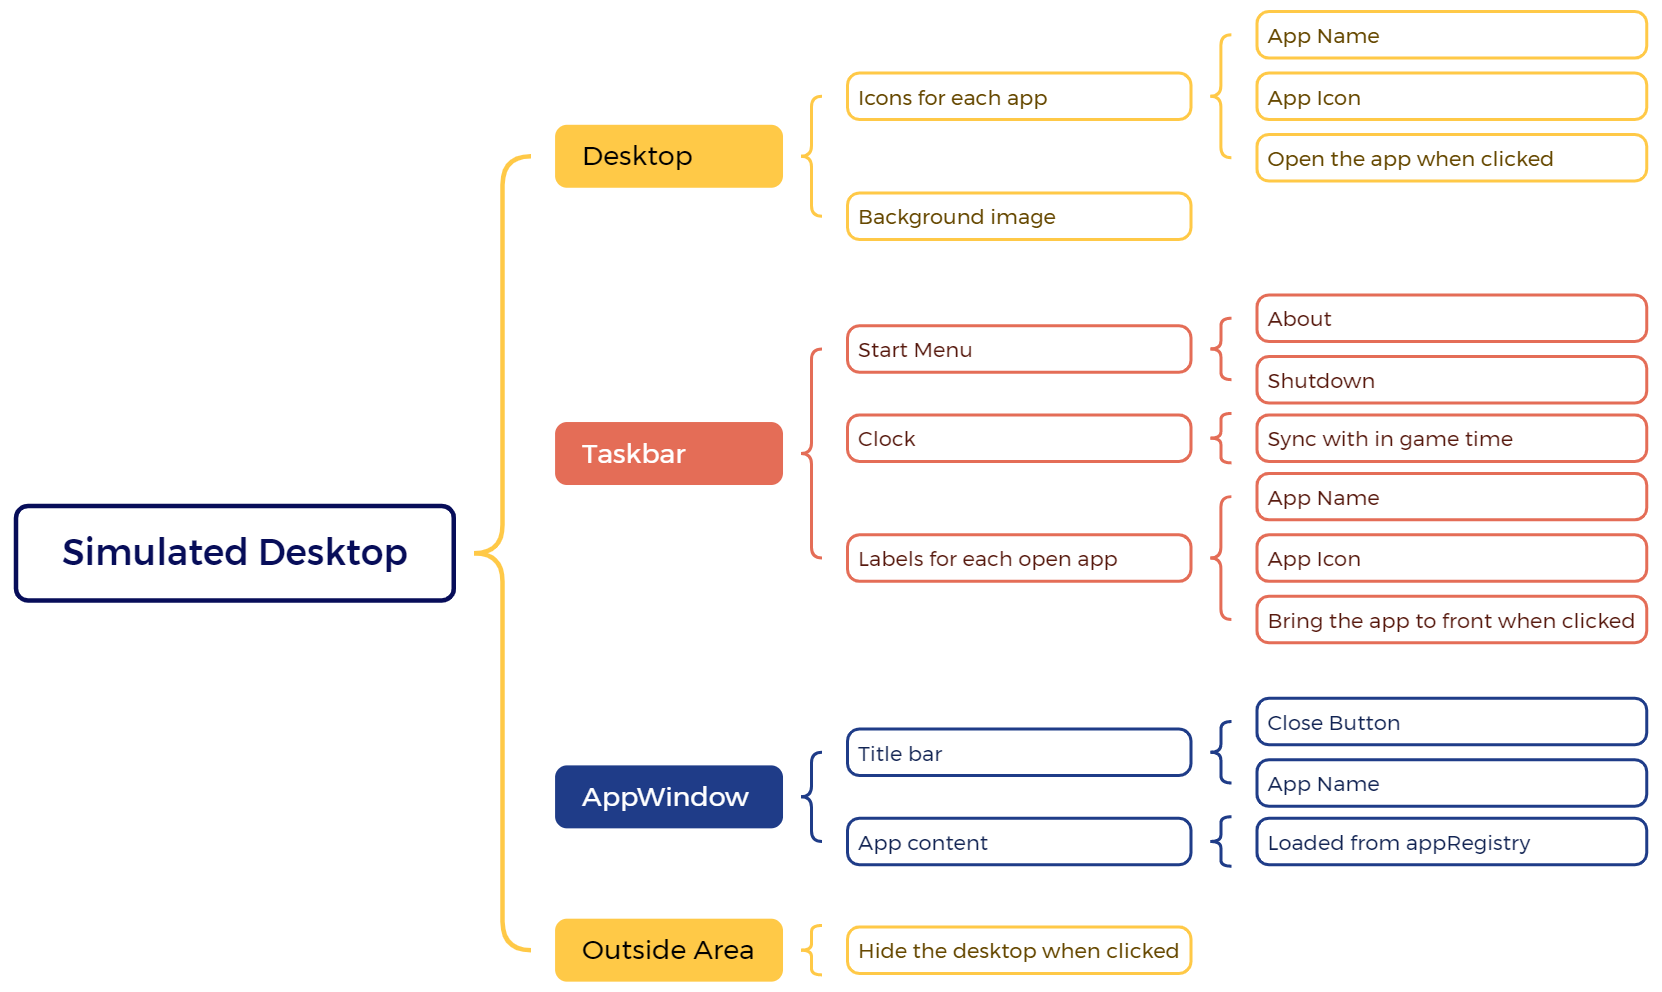 Simulated Desktop
Desktop
Icons for each app
App Name
App Icon
Open the app when clicked
Background image
Taskbar
Start Menu
About
Shutdown
Clock
Sync with in game time
Labels for each open app
App Name
App Icon
Bring the app to front when clicked
AppWindow
Title bar
Close Button
App Name
App content
Loaded from appRegistry
Outside Area
Hide the desktop when clicked